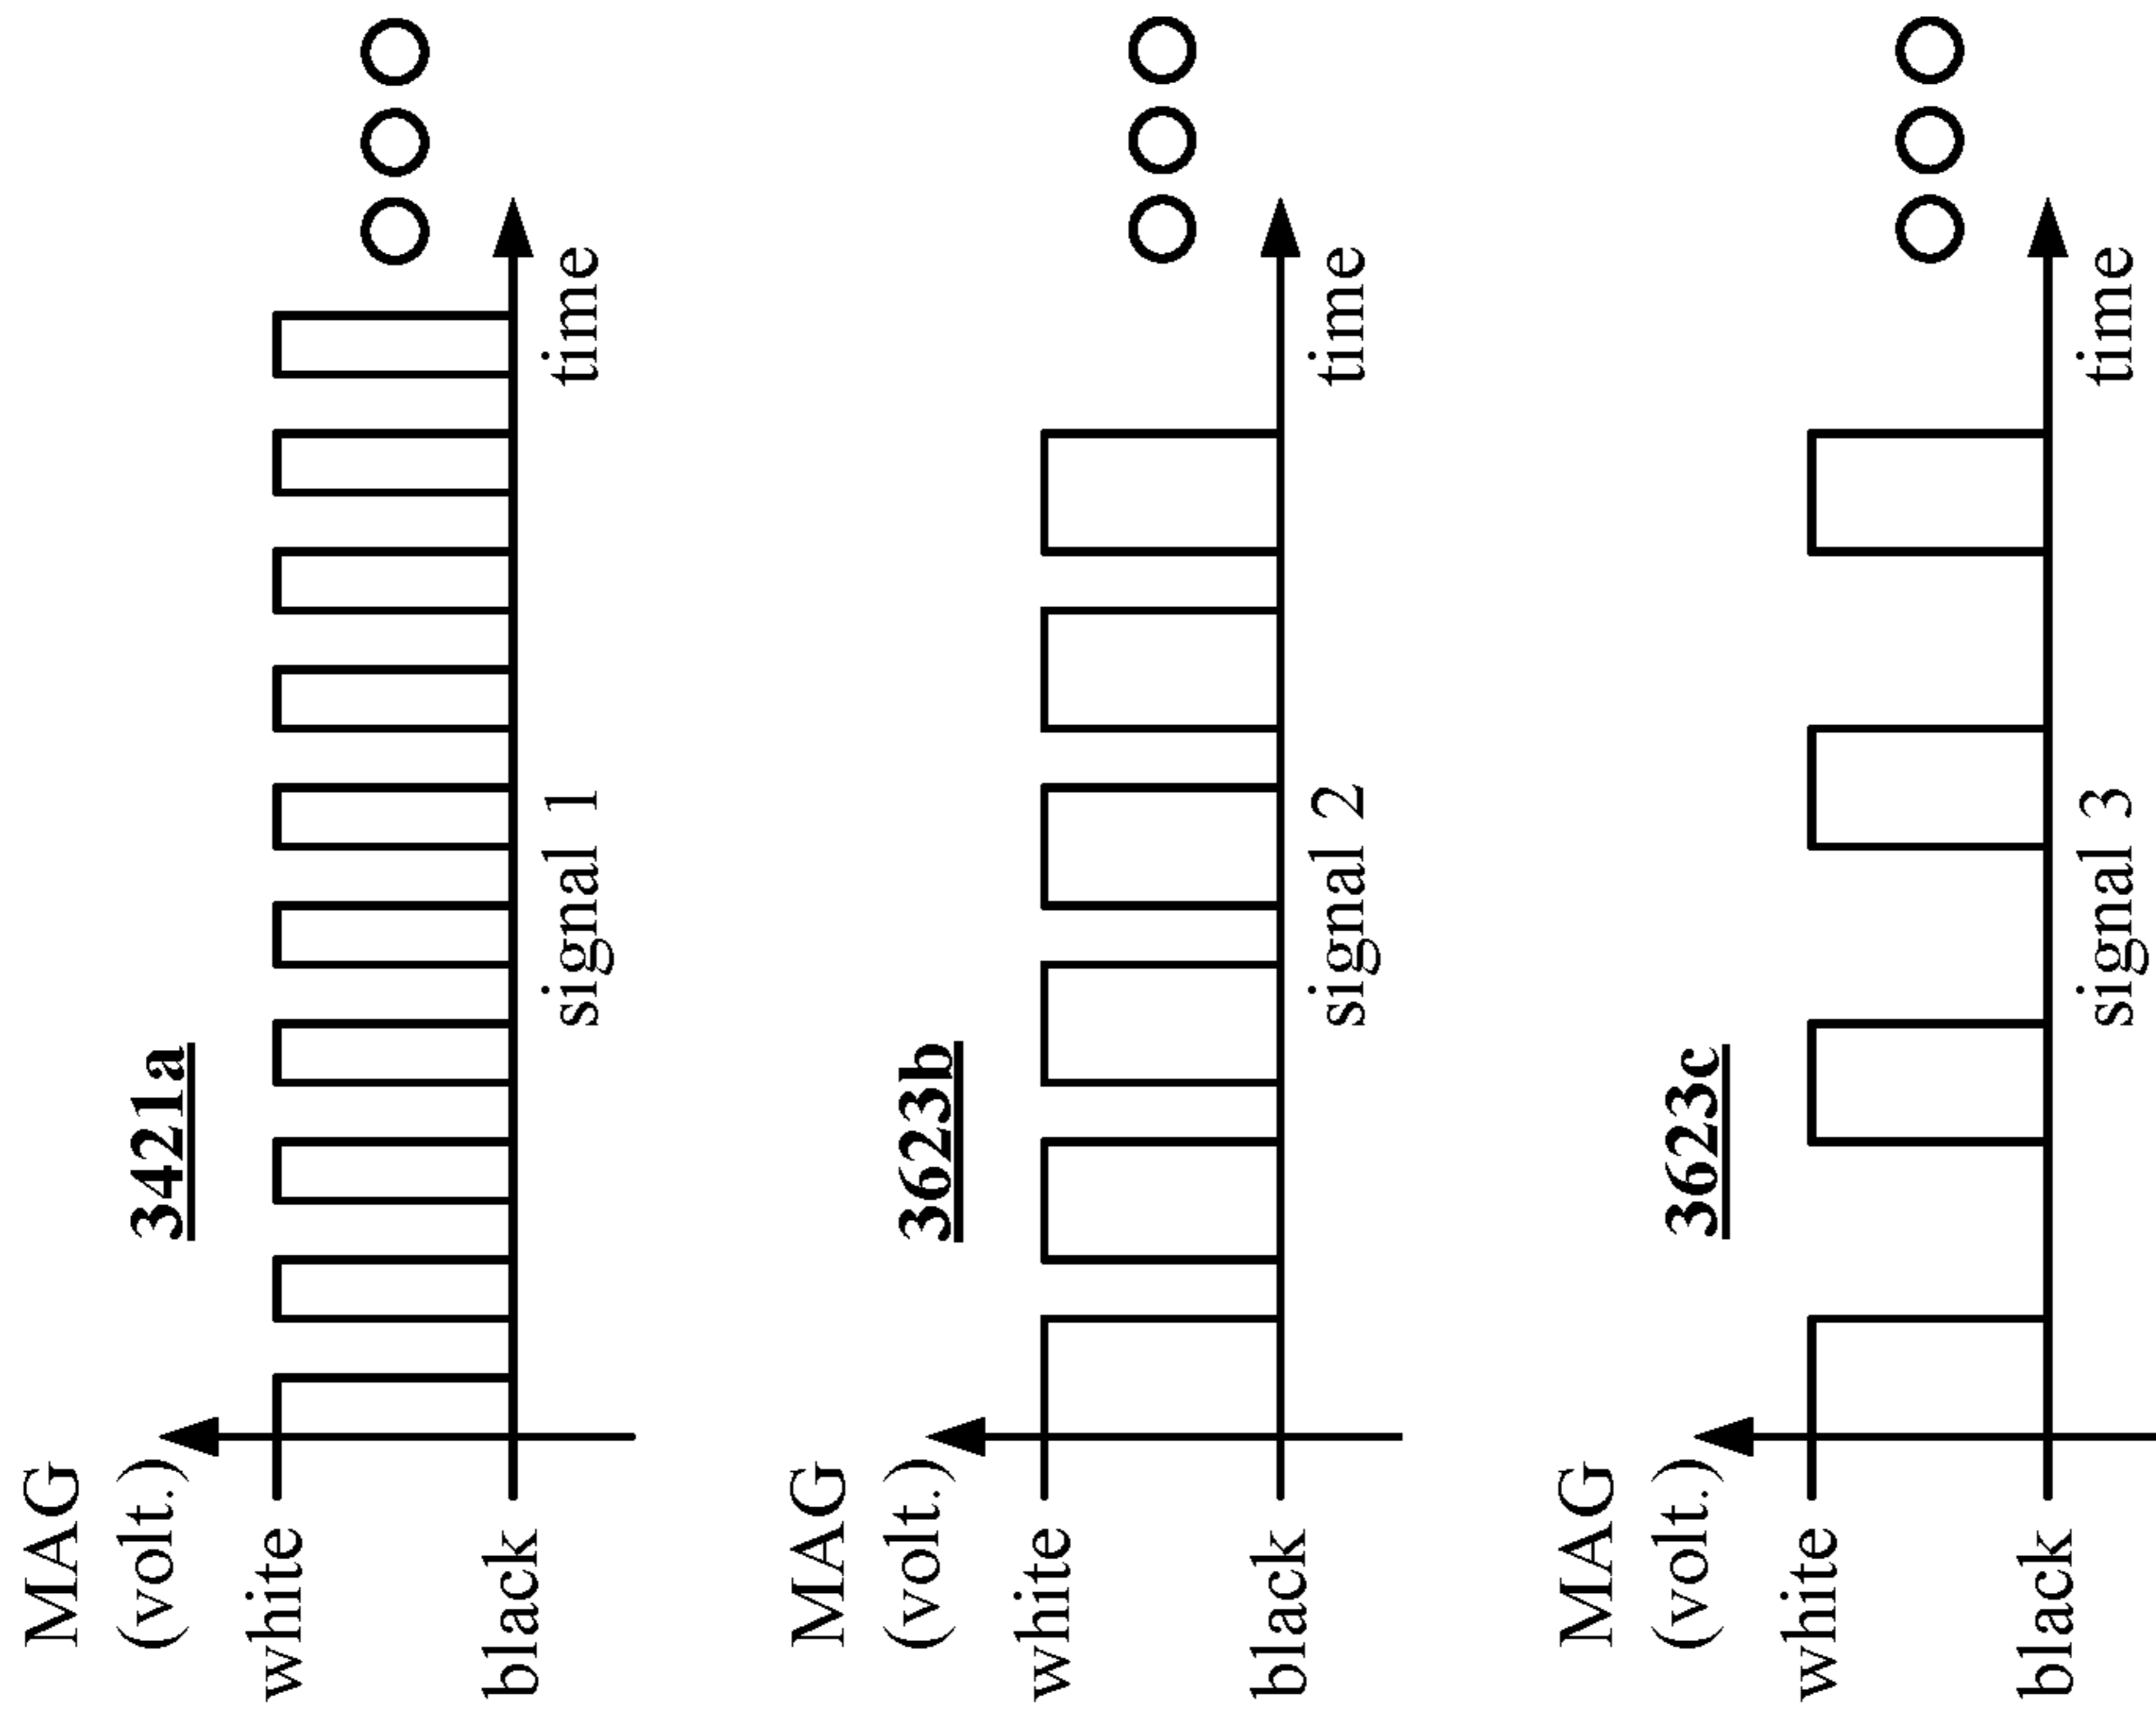 3421a
MAG
(volt.)
white
black
signal 1
time
3623b
MAG
(volt.)
white
black
signal 2
time
3623c
MAG
(volt.)
white
black
signal 3
time